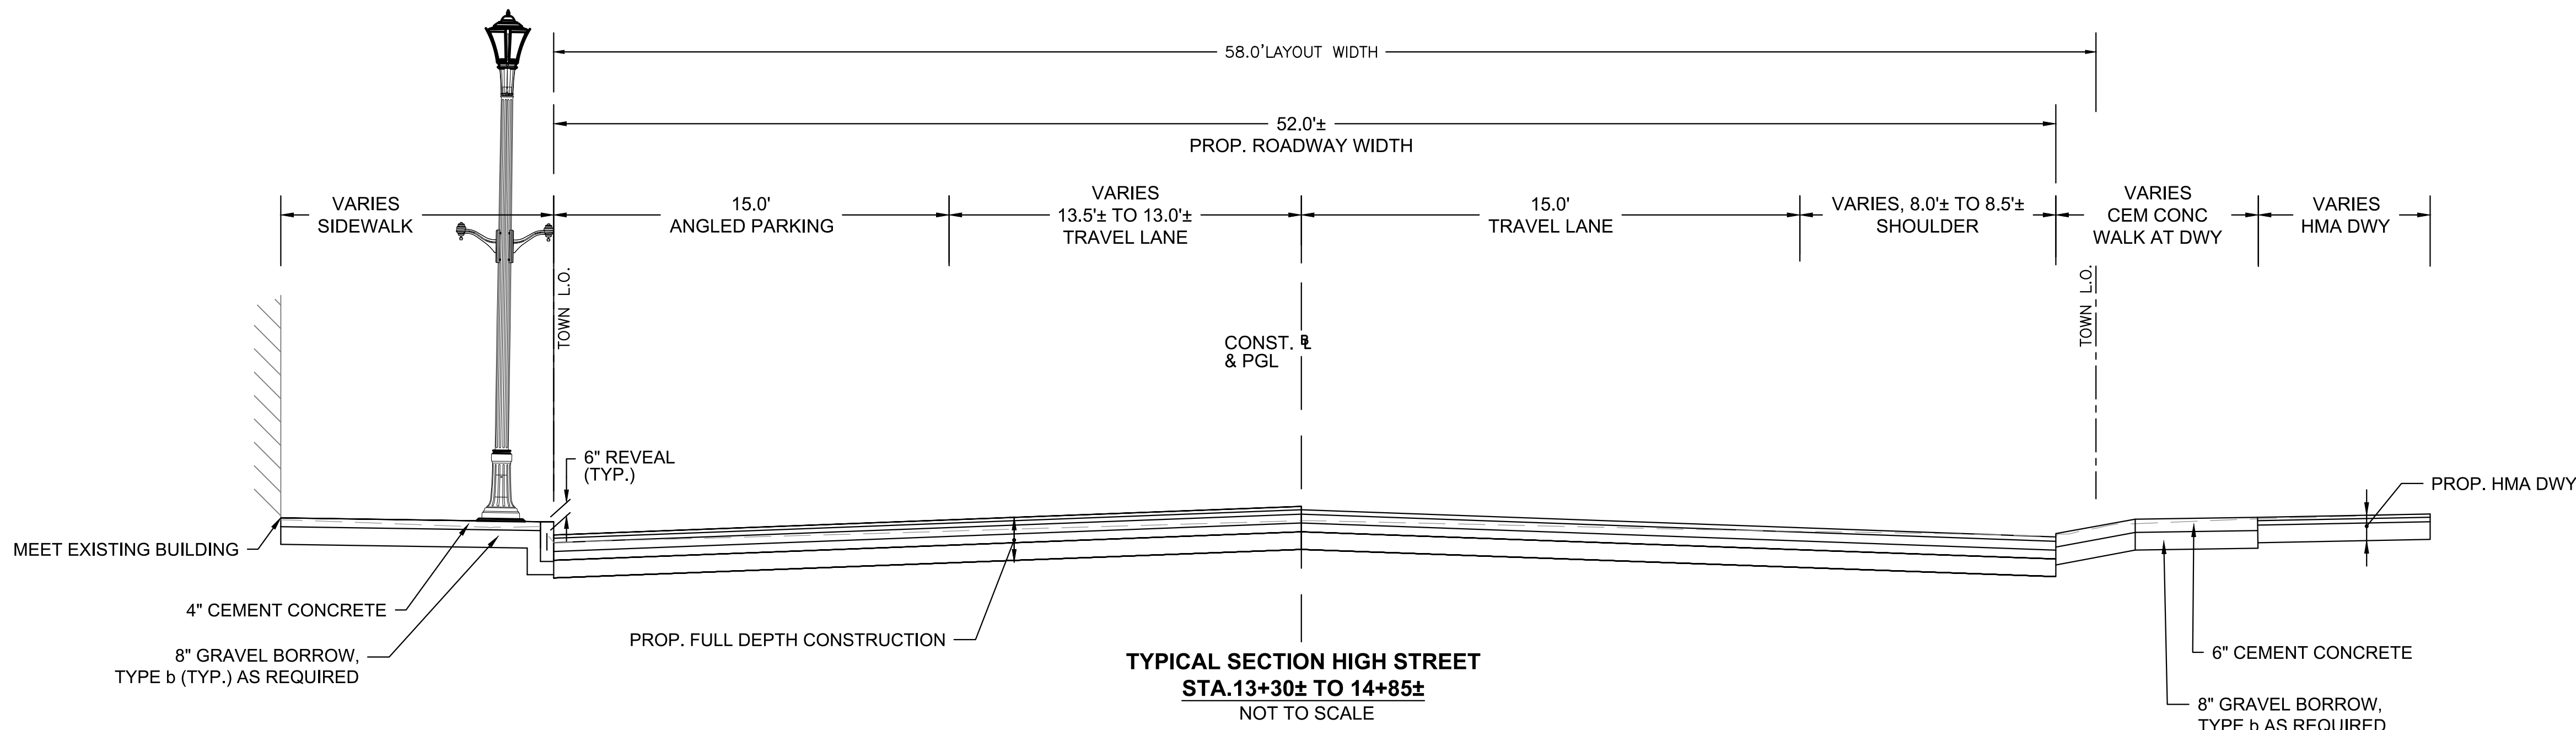 58.0'LAYOUT WIDTH
52.0'±
PROP. ROADWAY WIDTH
VARIES
SIDEWALK
15.0'
ANGLED PARKING
VARIES
13.5'± TO 13.0'±
TRAVEL LANE
15.0'
TRAVEL LANE
VARIES, 8.0'± TO 8.5'±
SHOULDER
VARIES
CEM CONC
WALK AT DWY
VARIES
HMA DWY
TOWN L.O.
TOWN L.O.
CONST. BL
& PGL
6" REVEAL
(TYP.)
PROP. HMA DWY
MEET EXISTING BUILDING
4" CEMENT CONCRETE
8" GRAVEL BORROW,
TYPE b (TYP.) AS REQUIRED
PROP. FULL DEPTH CONSTRUCTION
6" CEMENT CONCRETE
8" GRAVEL BORROW,
TYPE b AS REQUIRED
TYPICAL SECTION HIGH STREET
STA.13+30± TO 14+85±
NOT TO SCALE